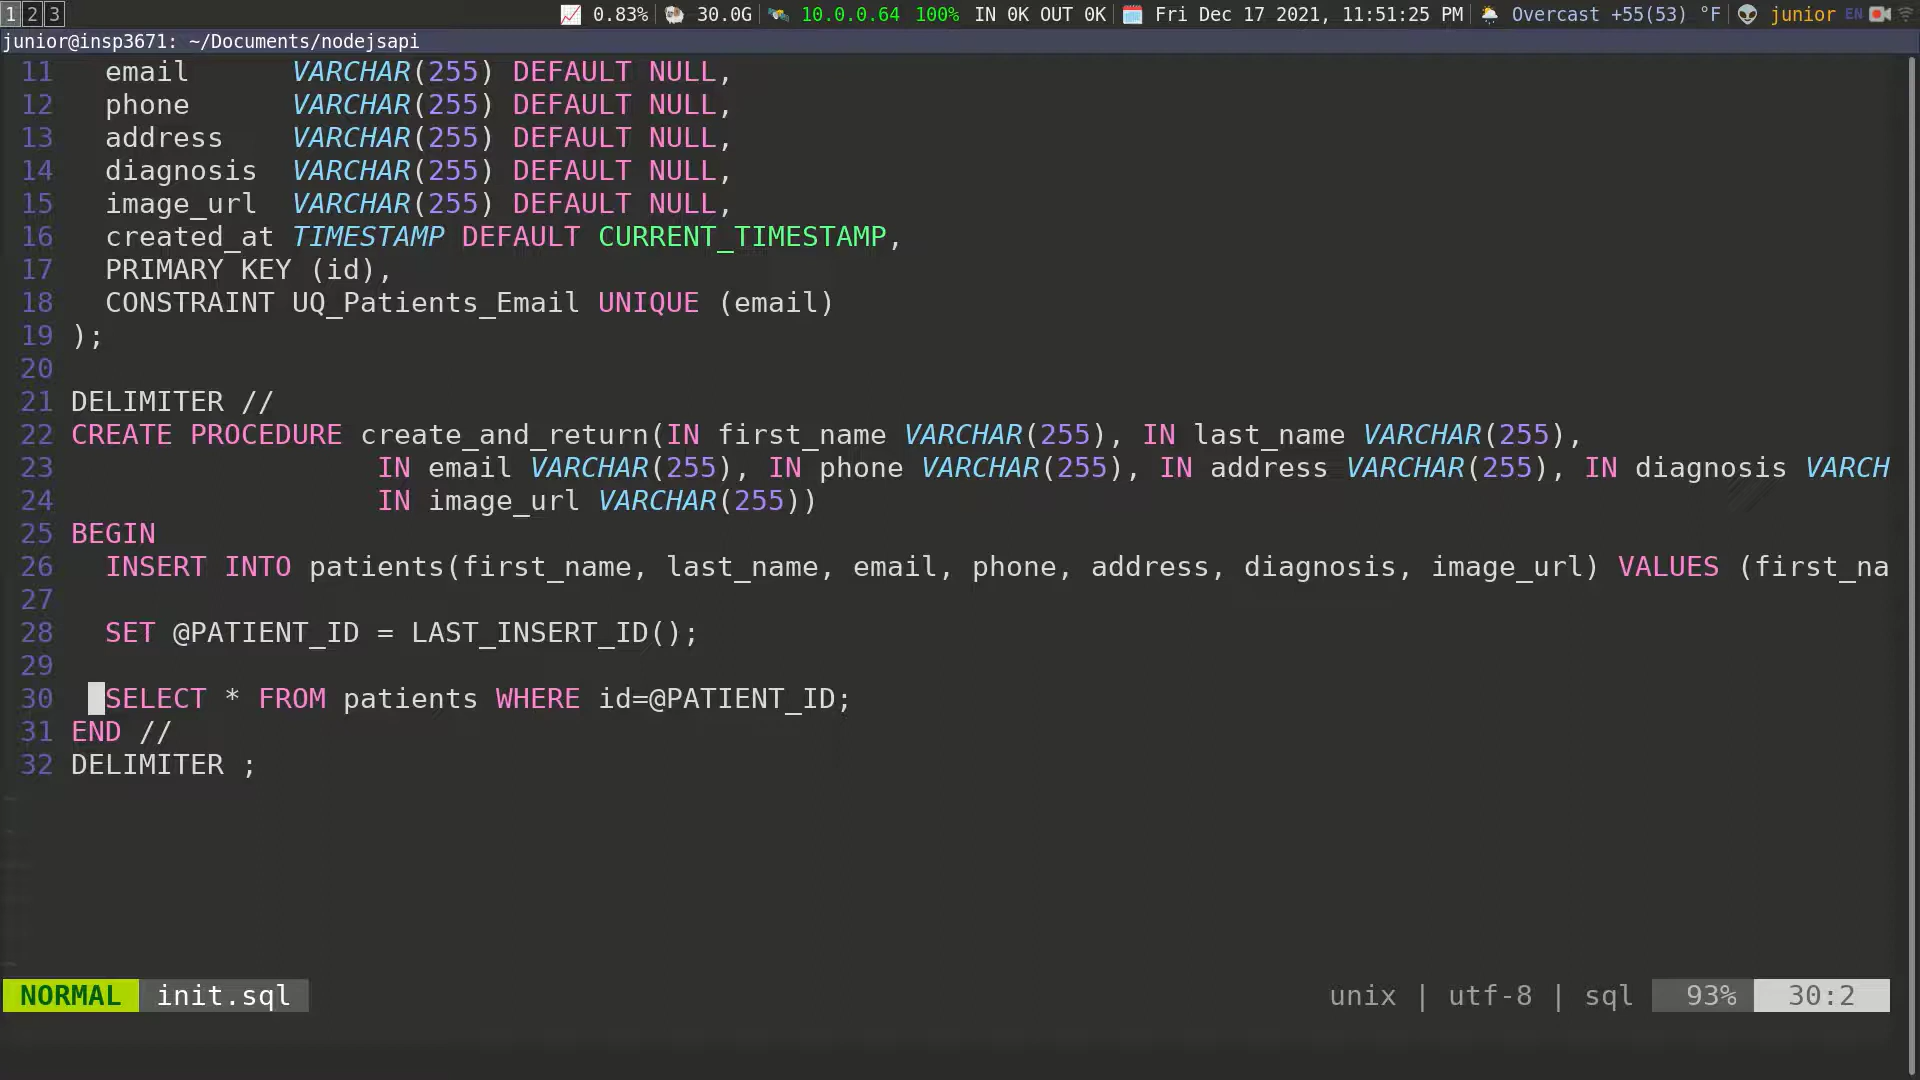 1 2 3 0.83% 30.0G 10.0.0.64 100% IN 0K OUT 0K Fri Dec 17 2021, 11:51:25 PM Overcast +55(53) °F junior EN
junior@insp3671: ~/Documents/nodejsapi
11 email VARCHAR(255) DEFAULT NULL,
12 phone VARCHAR(255) DEFAULT NULL,
13 address VARCHAR(255) DEFAULT NULL,
14 diagnosis VARCHAR(255) DEFAULT NULL,
15 image_url VARCHAR(255) DEFAULT NULL,
16 created_at TIMESTAMP DEFAULT CURRENT_TIMESTAMP,
17 PRIMARY KEY (id),
18 CONSTRAINT UQ_Patients_Email UNIQUE (email)
19 );
20
21 DELIMITER //
22 CREATE PROCEDURE create_and_return(IN first_name VARCHAR(255), IN last_name VARCHAR(255),
23 IN email VARCHAR(255), IN phone VARCHAR(255), IN address VARCHAR(255), IN diagnosis VARCH
24 IN image_url VARCHAR(255))
25 BEGIN
26 INSERT INTO patients(first_name, last_name, email, phone, address, diagnosis, image_url) VALUES (first_na
27
28 SET @PATIENT_ID = LAST_INSERT_ID();
29
30 SELECT * FROM patients WHERE id=@PATIENT_ID;
31 END //
32 DELIMITER ;
NORMAL init.sql unix | utf-8 | sql 93% 30:2